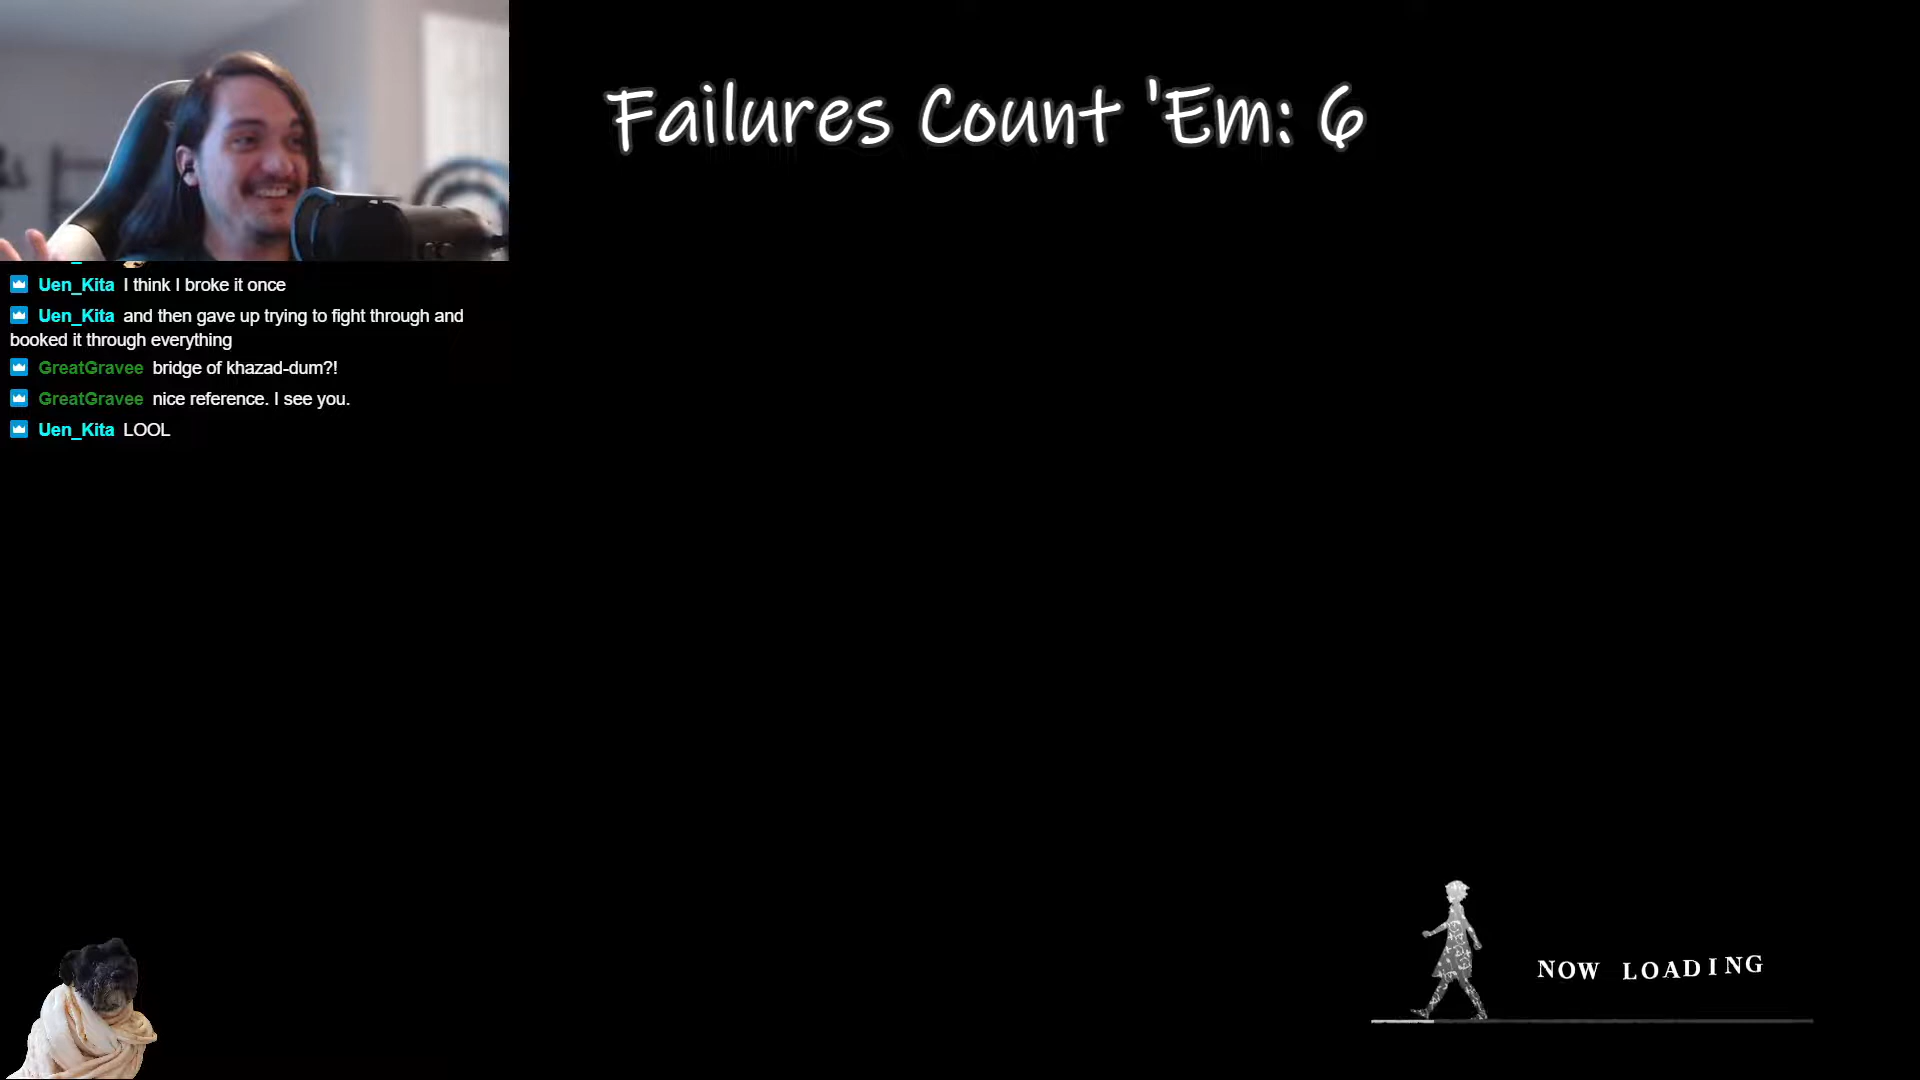 Failures Count 'Em: 6
Uen_Kita I think I broke it once
Uen_Kita and then gave up trying to fight through and
booked it through everything
GreatGravee bridge of khazad-dum?!
GreatGravee nice reference. I see you.
Uen_Kita LOOL
NOW LOADING